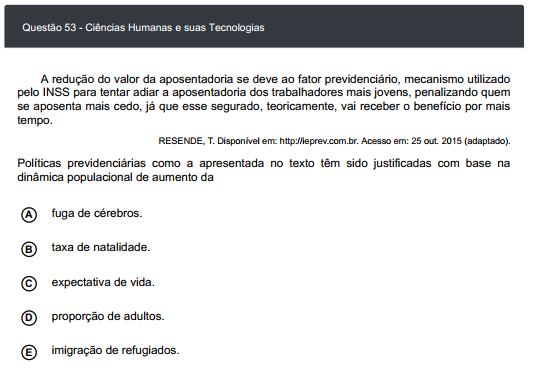 Questão 53 - Ciências Humanas e suas Tecnologias
A redução do valor da aposentadoria se deve ao fator previdenciário, mecanismo utilizado
pelo INSS para tentar adiar a aposentadoria dos trabalhadores mais jovens, penalizando quem
se aposenta mais cedo, já que esse segurado, teoricamente, vai receber o benefício por mais
tempo.
RESENDE, T. Disponível em: http://ieprev.com.br. Acesso em: 25 out. 2015 (adaptado).
Políticas previdenciárias como a apresentada no texto têm sido justificadas com base na
dinâmica populacional de aumento da
A fuga de cérebros.
B taxa de natalidade.
C expectativa de vida.
D proporção de adultos.
E imigração de refugiados.